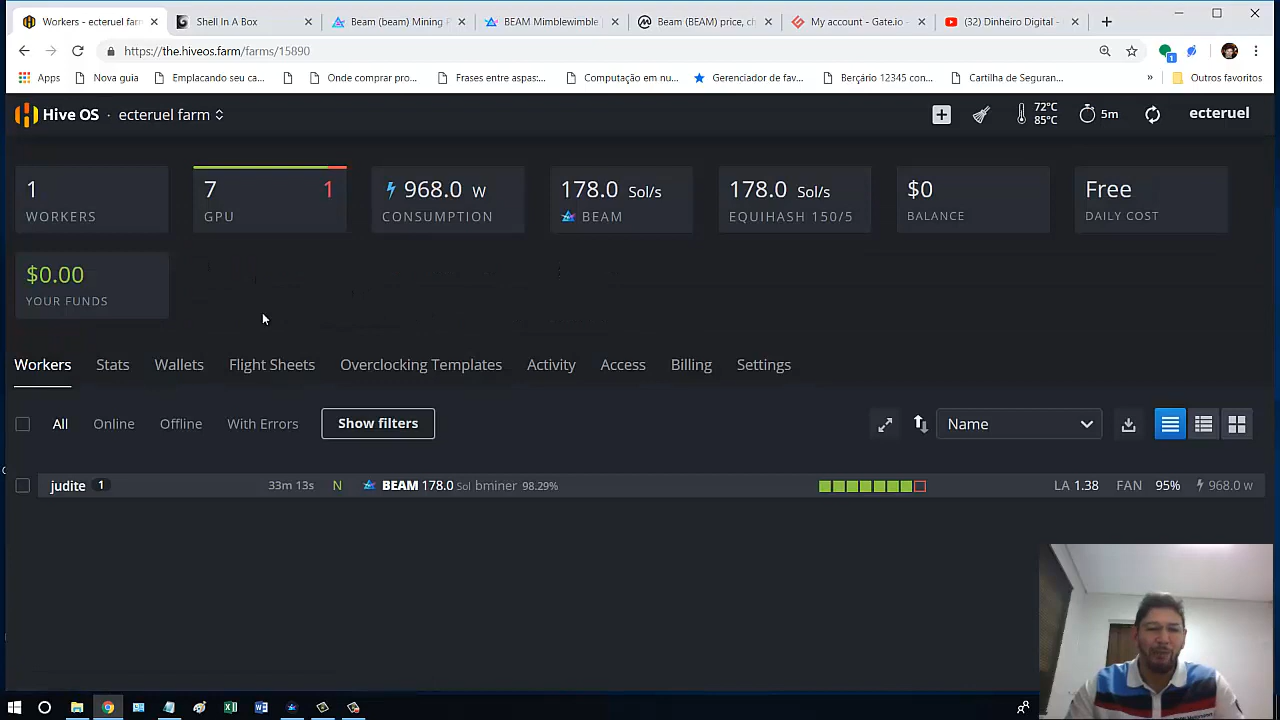 Workers - ecteruel farm
Shell In A Box
Beam (beam) Mining P
BEAM Mimblewimble
Beam (BEAM) price, ch
My account - Gate.io -
(32) Dinheiro Digital -
https://the.hiveos.farm/farms/15890
Apps
Nova guia
Emplacando seu ca...
Onde comprar pro...
Frases entre aspas:...
Computação em nu...
Gerenciador de fav...
Berçário 12345 con...
Cartilha de Seguran...
»
Outros favoritos
Hive OS · ecteruel farm
72°C
85°C
5m
ecteruel
1
WORKERS
7 1
GPU
968.0 W
CONSUMPTION
178.0 Sol/s
BEAM
178.0 Sol/s
EQUIHASH 150/5
$0
BALANCE
Free
DAILY COST
$0.00
YOUR FUNDS
Workers Stats Wallets Flight Sheets Overclocking Templates Activity Access Billing Settings
All Online Offline With Errors Show filters Name
judite 1 33m 13s N BEAM 178.0 Sol bminer 98.29% LA 1.38 FAN 95% 968.0 W